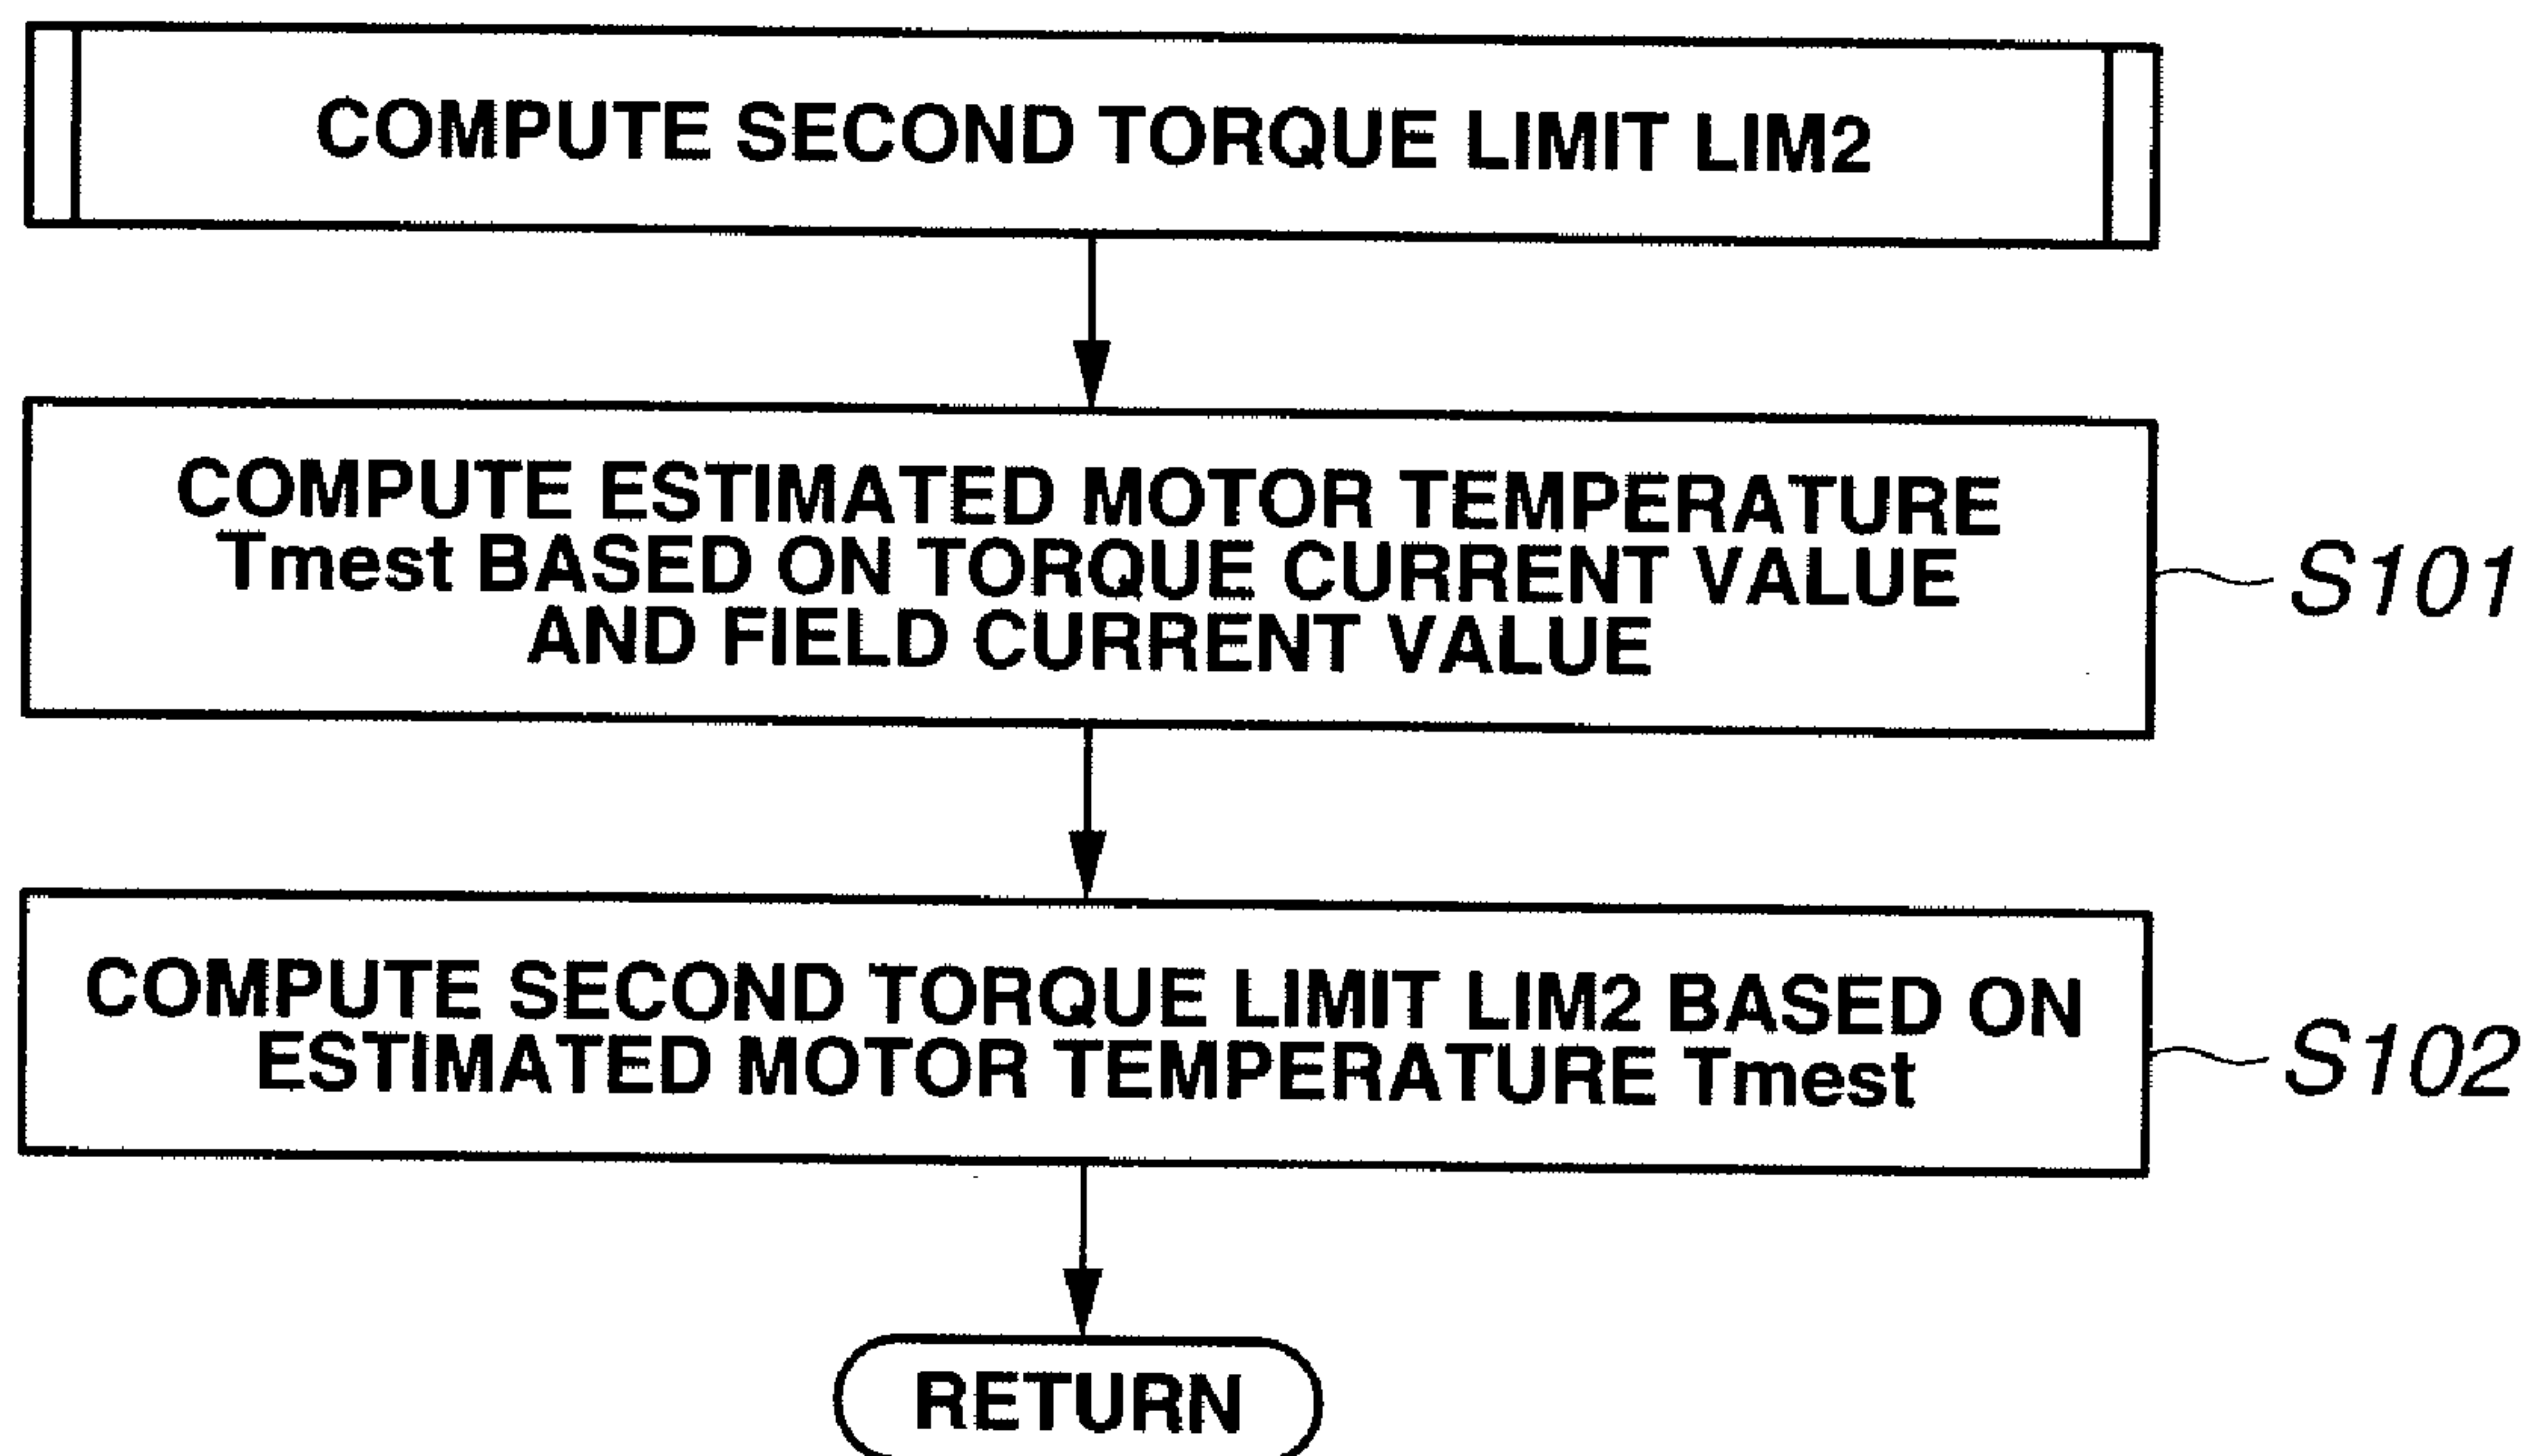 COMPUTE SECOND TORQUE LIMIT LIM2
COMPUTE ESTIMATED MOTOR TEMPERATURE
Tmest BASED ON TORQUE CURRENT VALUE
AND FIELD CURRENT VALUE
S101
COMPUTE SECOND TORQUE LIMIT LIM2 BASED ON
ESTIMATED MOTOR TEMPERATURE Tmest
S102
RETURN